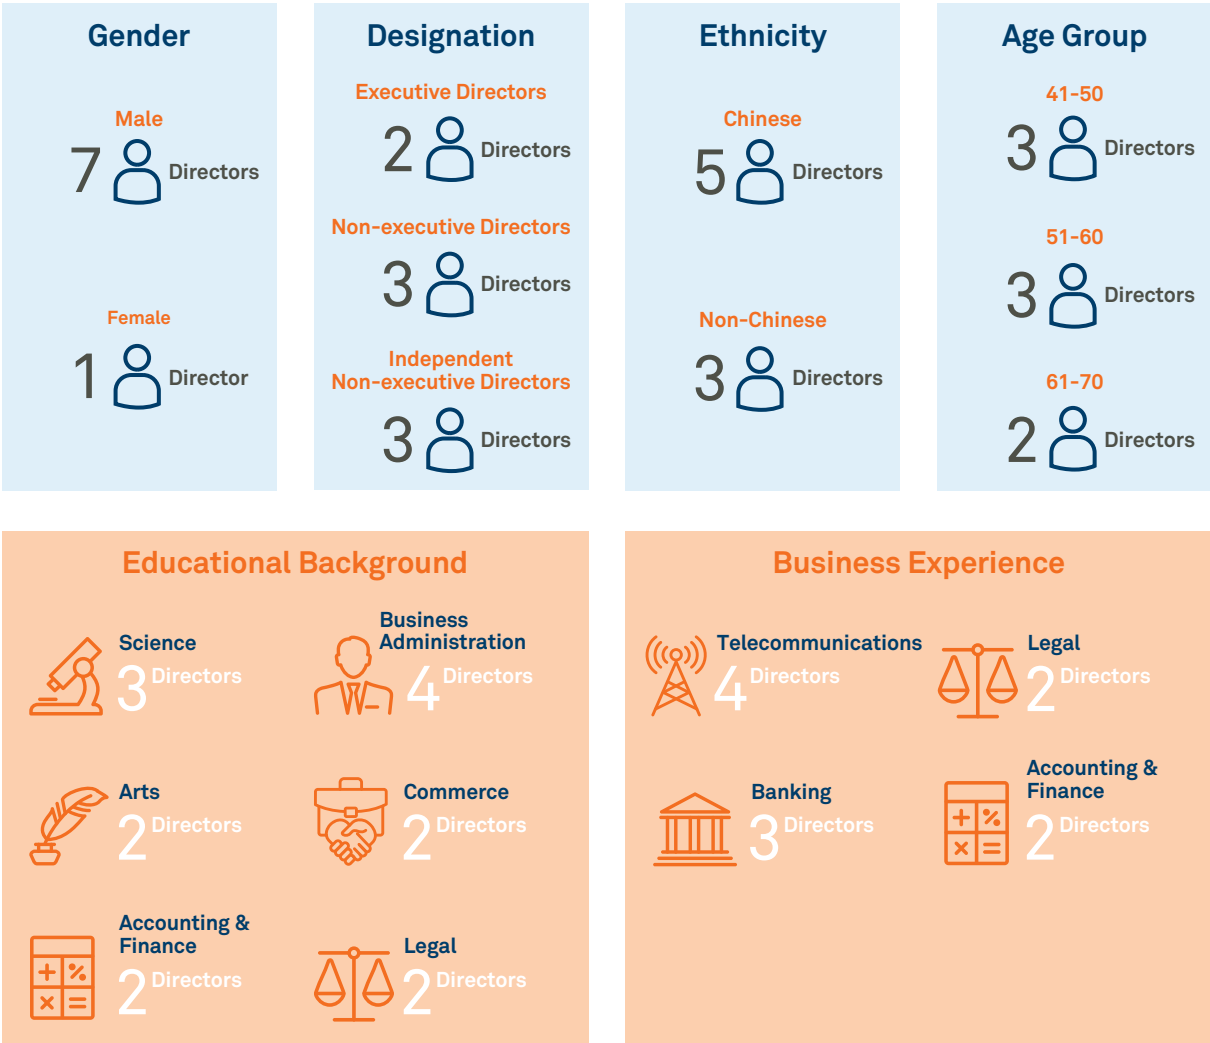 Gender
Male
7 Directors
Female
1 Director
Designation
Executive Directors
2 Directors
Non-executive Directors
3 Directors
Independent
Non-executive Directors
3 Directors
Ethnicity
Chinese
5 Directors
Non-Chinese
3 Directors
Age Group
41-50
3 Directors
51-60
3 Directors
61-70
2 Directors
Educational Background
Science
3 Directors
Business
Administration
4 Directors
Arts
2 Directors
Commerce
2 Directors
Accounting &
Finance
2 Directors
Legal
2 Directors
Business Experience
Telecommunications
4 Directors
Legal
2 Directors
Banking
3 Directors
Accounting &
Finance
2 Directors